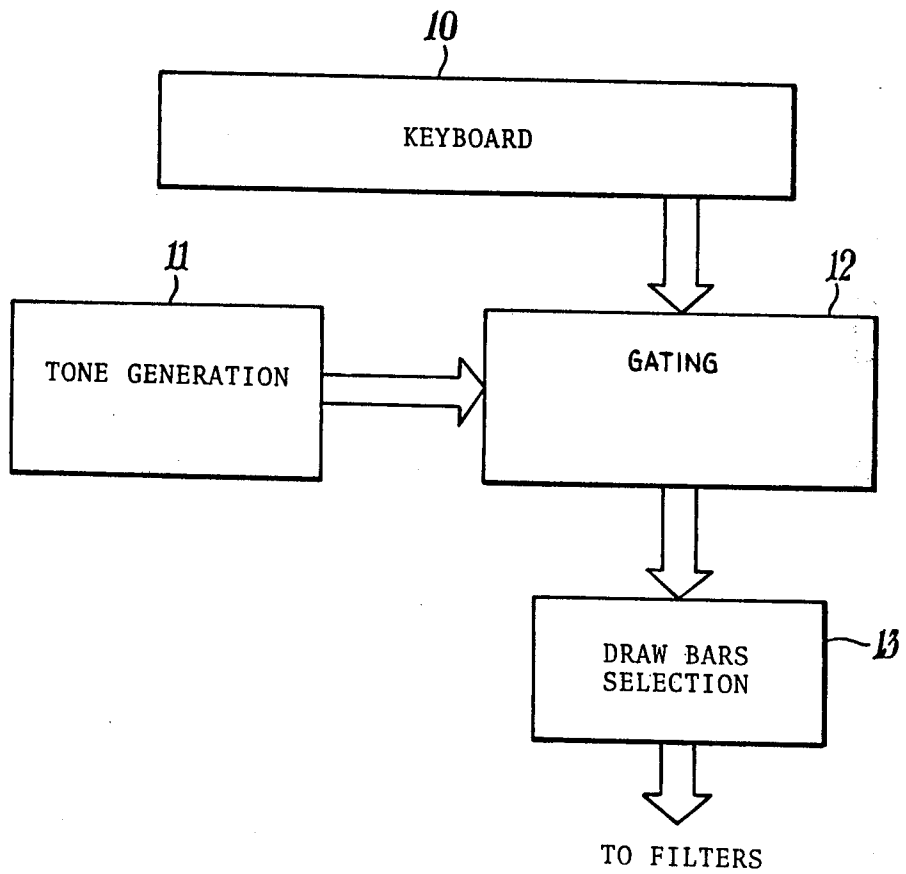 10
KEYBOARD
11
12
TONE GENERATION
GATING
13
DRAW BARS
SELECTION
TO FILTERS